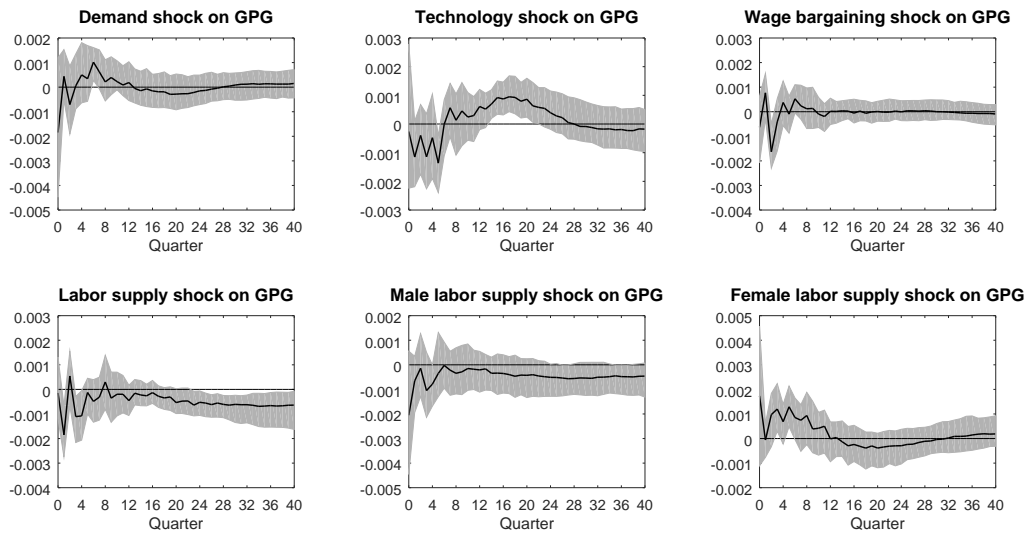 Demand shock on GPG
0.002
0.001
0
-0.001
-0.002
-0.003
-0.004
-0.005
0 4 8 12 16 20 24 28 32 36 40
Quarter
Technology shock on GPG
0.003
0.002
0.001
0
-0.001
-0.002
-0.003
0 4 8 12 16 20 24 28 32 36 40
Quarter
Wage bargaining shock on GPG
0.003
0.002
0.001
0
-0.001
-0.002
-0.003
-0.004
0 4 8 12 16 20 24 28 32 36 40
Quarter
Labor supply shock on GPG
0.003
0.002
0.001
0
-0.001
-0.002
-0.003
-0.004
0 4 8 12 16 20 24 28 32 36 40
Quarter
Male labor supply shock on GPG
0.002
0.001
0
-0.001
-0.002
-0.003
-0.004
-0.005
0 4 8 12 16 20 24 28 32 36 40
Quarter
Female labor supply shock on GPG
0.005
0.004
0.003
0.002
0.001
0
-0.001
-0.002
0 4 8 12 16 20 24 28 32 36 40
Quarter